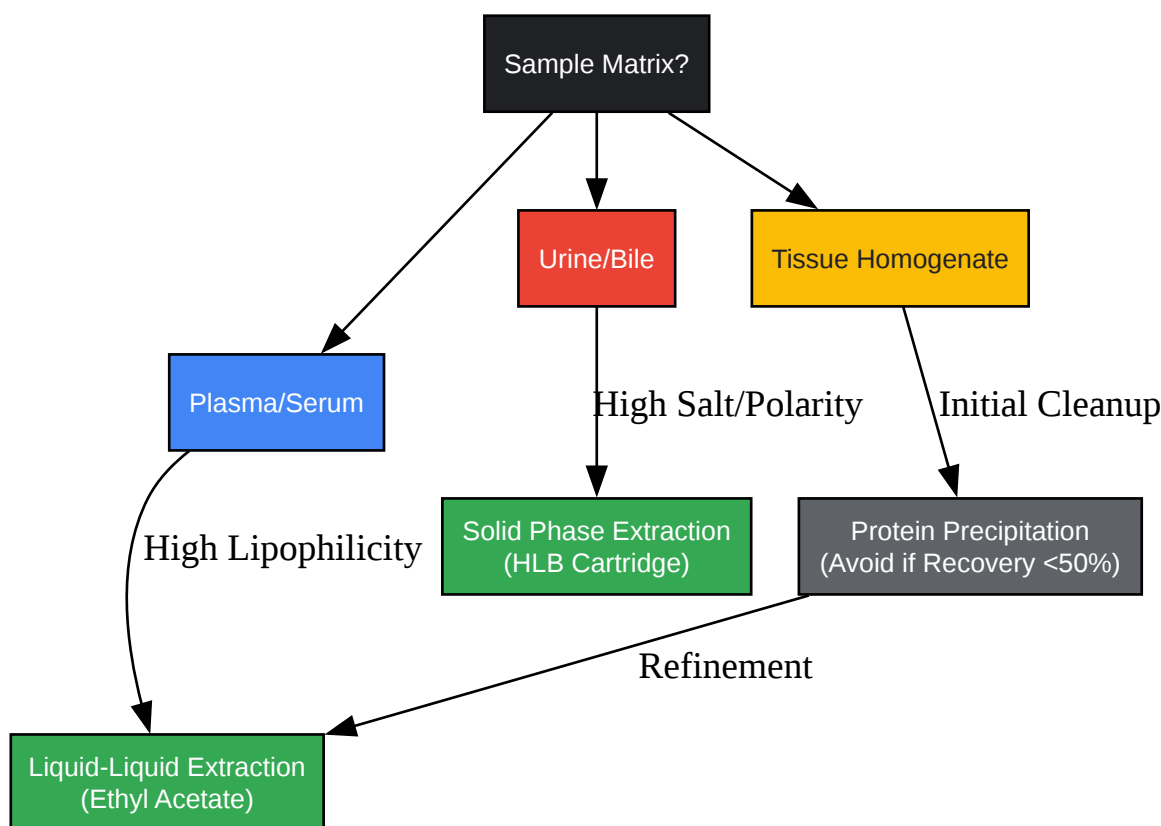 Sample Matrix?
Urine/Bile
Tissue Homogenate
Plasma/Serum
High Salt/Polarity
Initial Cleanup
High Lipophilicity
Solid Phase Extraction
(HLB Cartridge)
Protein Precipitation
(Avoid if Recovery <50%)
Refinement
Liquid-Liquid Extraction
(Ethyl Acetate)